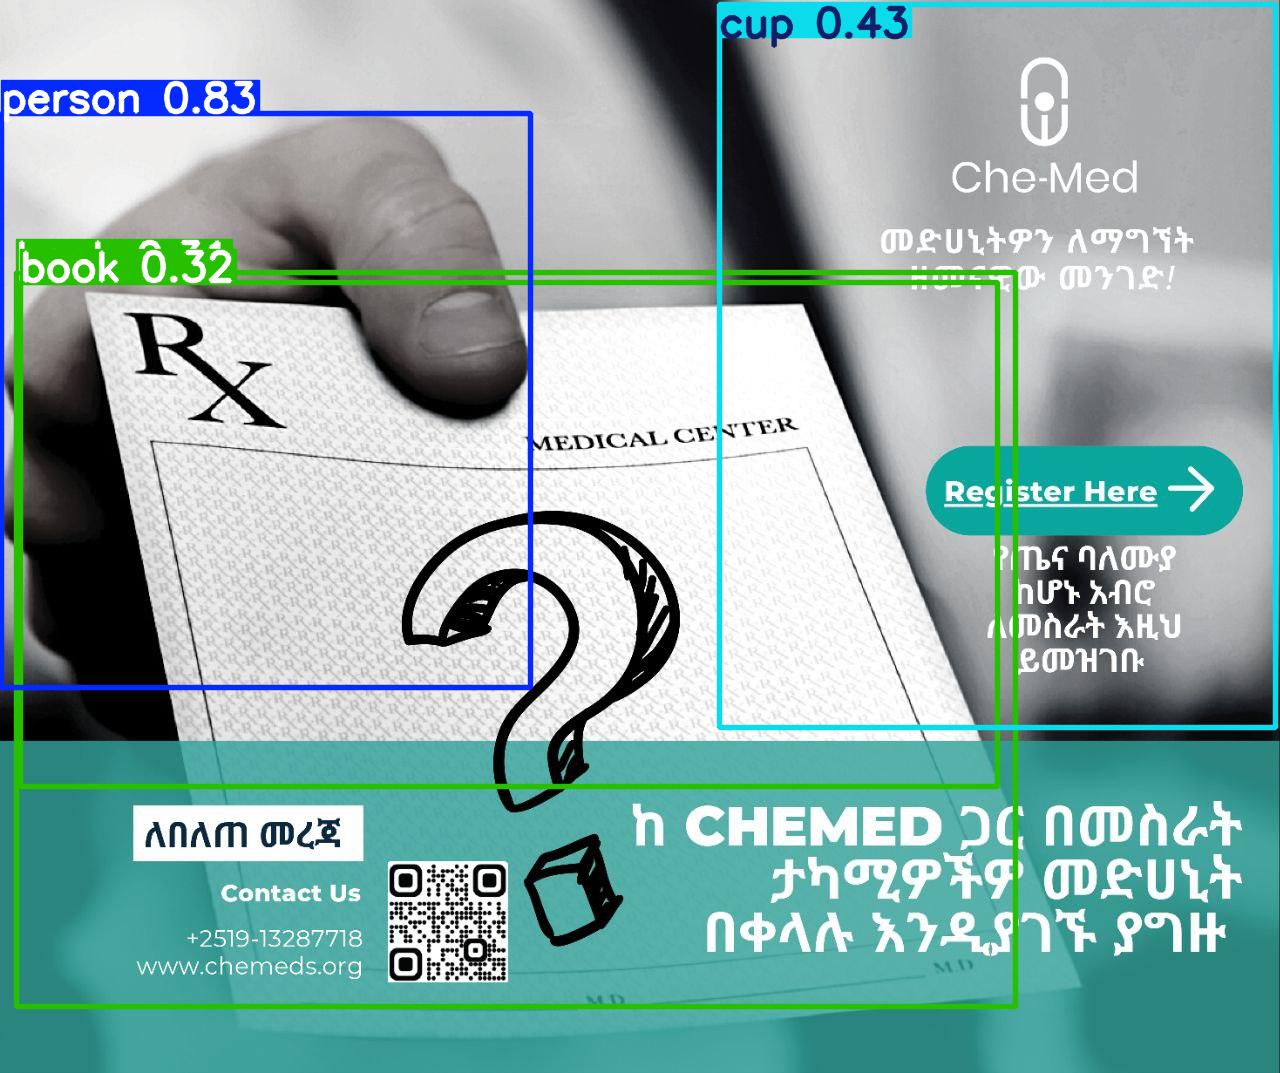 person 0.83
cup 0.43
book 0.32
Che-Med
መድሀኒትዎን ለማግኘት
ዘመናዊው መንገድ!
RX
MEDICAL CENTER
Register Here
የጤና ባለሙያ
ከሆኑ አብሮ
ለመስራት እዚህ
ይመዝገቡ
ለበለጠ መረጃ
Contact Us
+2519-13287718
www.chemeds.org
ከ CHEMED ጋር በመስራት
ታካሚዎችዎ መድሀኒት
በቀላሉ እንዲያገኙ ያግዙ
M.D
M.D